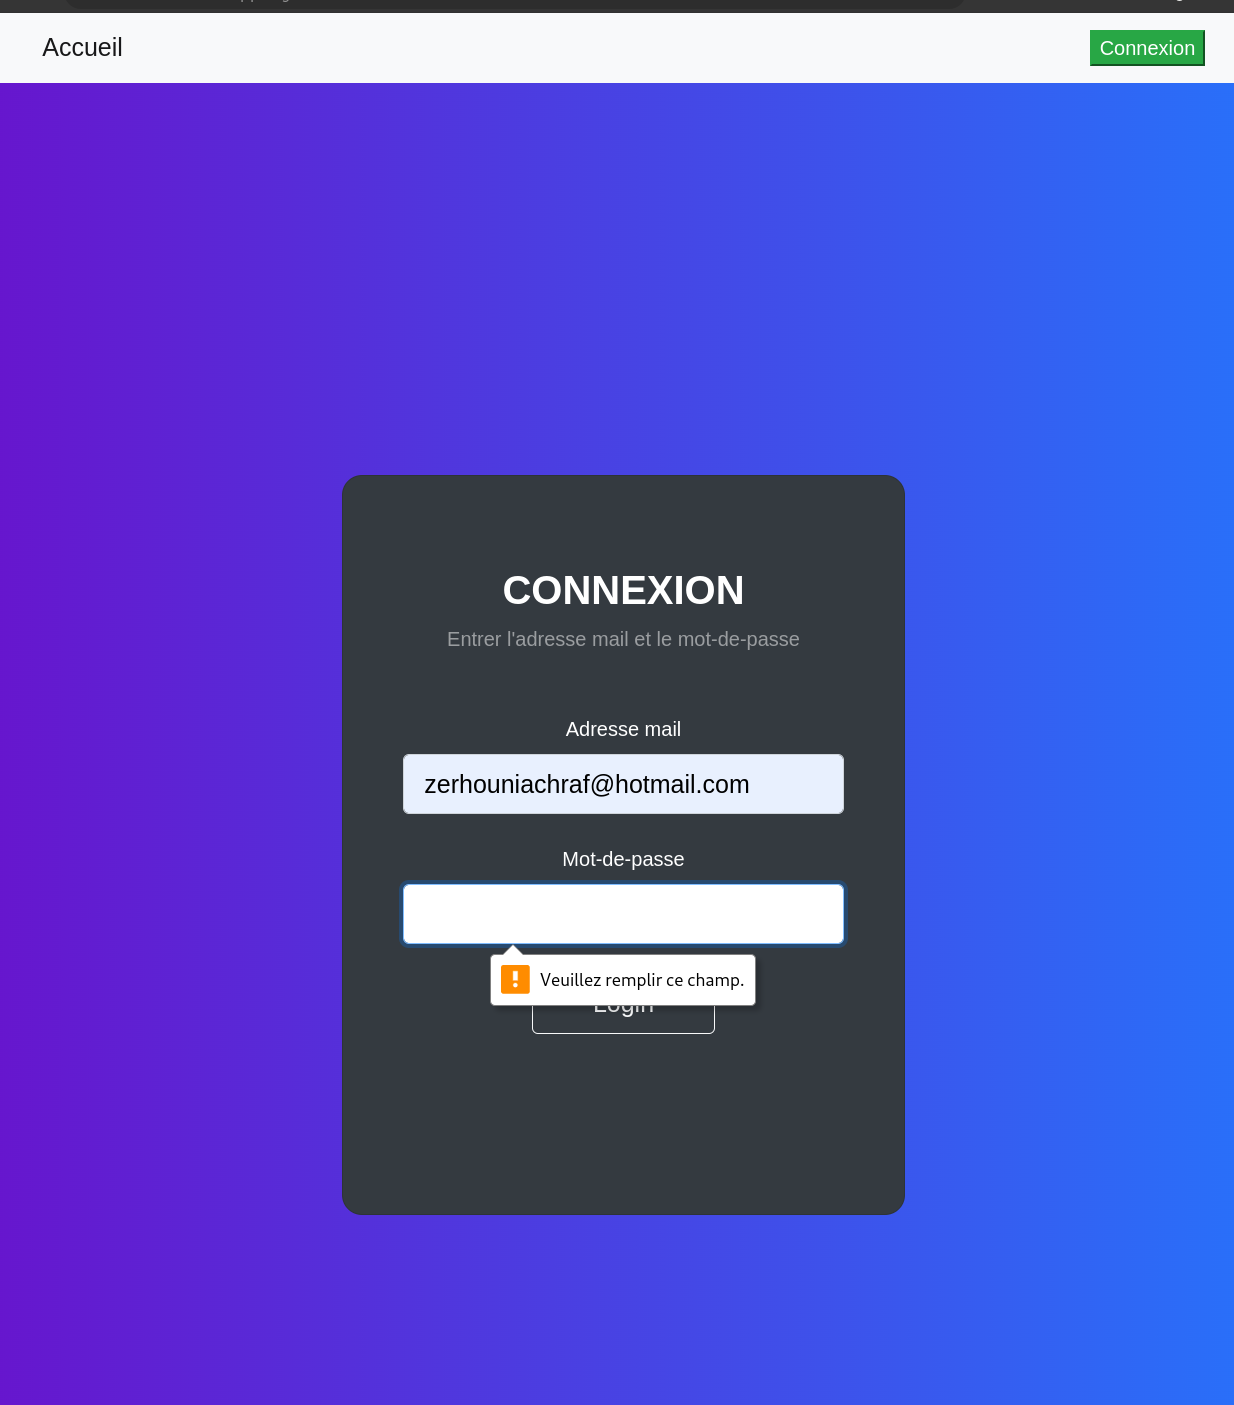 Accueil
Connexion
CONNEXION
Entrer l'adresse mail et le mot-de-passe
Adresse mail
zerhouniachraf@hotmail.com
Mot-de-passe
Veuillez remplir ce champ.
Login